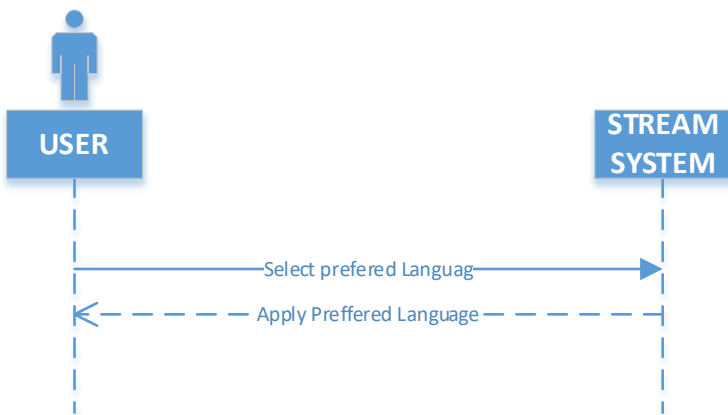 USER
STREAM
SYSTEM
Select prefered Languag
Apply Preffered Language